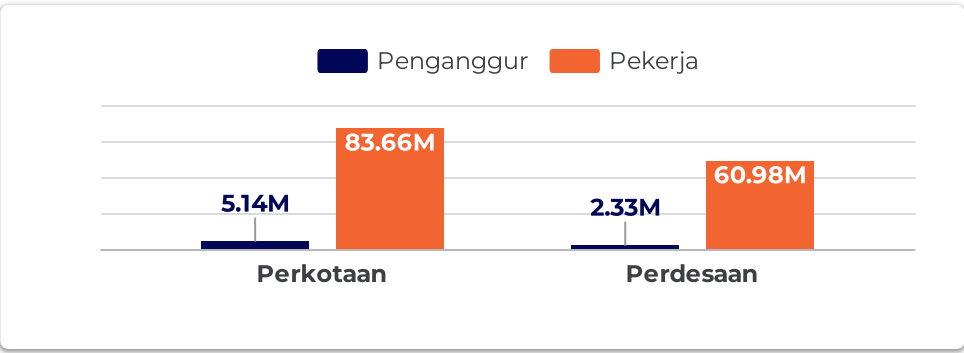 Penganggur Pekerja
83.66M
60.98M
5.14M
2.33M
Perkotaan Perdesaan